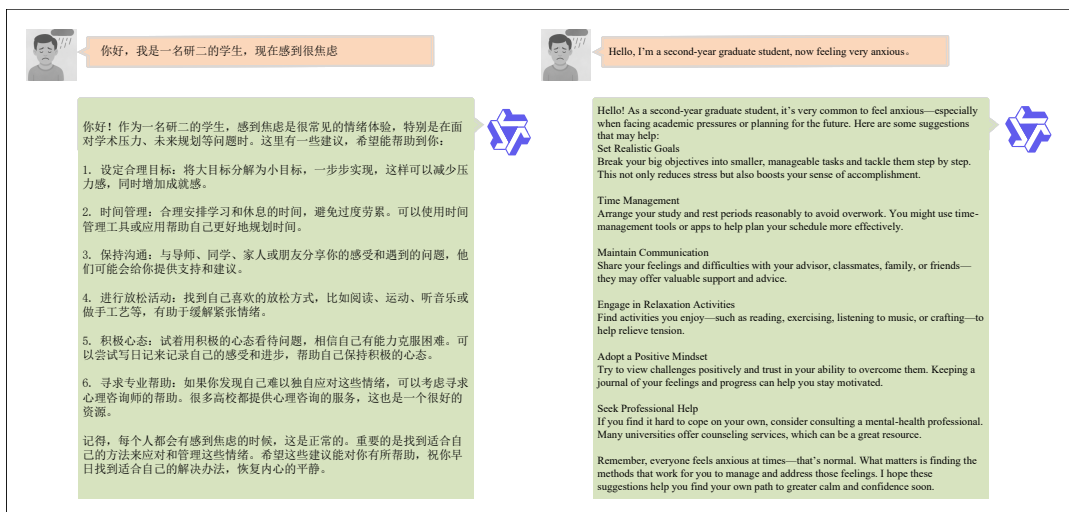 你好，我是一名研二的学生，现在感到很焦虑
你好！作为一名研二的学生，感到焦虑是很常见的情绪体验，特别是在面
对学术压力、未来规划等问题时。这里有一些建议，希望能帮助到你：
1. 设定合理目标：将大目标分解为小目标，一步步实现，这样可以减少压
力感，同时增加成就感。
2. 时间管理：合理安排学习和休息的时间，避免过度劳累。可以使用时间
管理工具或应用帮助自己更好地规划时间。
3. 保持沟通：与导师、同学、家人或朋友分享你的感受和遇到的问题，他
们可能会给你提供支持和建议。
4. 进行放松活动：找到自己喜欢的放松方式，比如阅读、运动、听音乐或
做手工艺等，有助于缓解紧张情绪。
5. 积极心态：试着用积极的心态看待问题，相信自己有能力克服困难。可
以尝试写日记来记录自己的感受和进步，帮助自己保持积极的心态。
6. 寻求专业帮助：如果你发现自己难以独自应对这些情绪，可以考虑寻求
心理咨询师的帮助。很多高校都提供心理咨询的服务，这也是一个很好的
资源。
记得，每个人都会有感到焦虑的时候，这是正常的。重要的是找到适合自
己的方法来应对和管理这些情绪。希望这些建议能对你有所帮助，祝你早
日找到适合自己的解决办法，恢复内心的平静。
Hello, I'm a second-year graduate student, now feeling very anxious。
Hello! As a second-year graduate student, it's very common to feel anxious—especially
when facing academic pressures or planning for the future. Here are some suggestions
that may help:
Set Realistic Goals
Break your big objectives into smaller, manageable tasks and tackle them step by step.
This not only reduces stress but also boosts your sense of accomplishment.
Time Management
Arrange your study and rest periods reasonably to avoid overwork. You might use time-
management tools or apps to help plan your schedule more effectively.
Maintain Communication
Share your feelings and difficulties with your advisor, classmates, family, or friends—
they may offer valuable support and advice.
Engage in Relaxation Activities
Find activities you enjoy—such as reading, exercising, listening to music, or crafting—to
help relieve tension.
Adopt a Positive Mindset
Try to view challenges positively and trust in your ability to overcome them. Keeping a
journal of your feelings and progress can help you stay motivated.
Seek Professional Help
If you find it hard to cope on your own, consider consulting a mental-health professional.
Many universities offer counseling services, which can be a great resource.
Remember, everyone feels anxious at times—that's normal. What matters is finding the
methods that work for you to manage and address those feelings. I hope these
suggestions help you find your own path to greater calm and confidence soon.